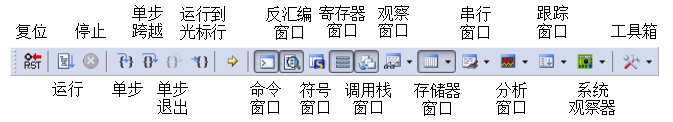 复位
停止
单步
跨越
运行到
光标行
反汇编
窗口
寄存器
窗口
观察
窗口
串行
窗口
跟踪
窗口
工具箱
RST
运行
单步
单步
退出
命令
窗口
符号
窗口
调用栈
窗口
存储器
窗口
分析
窗口
系统
观察器